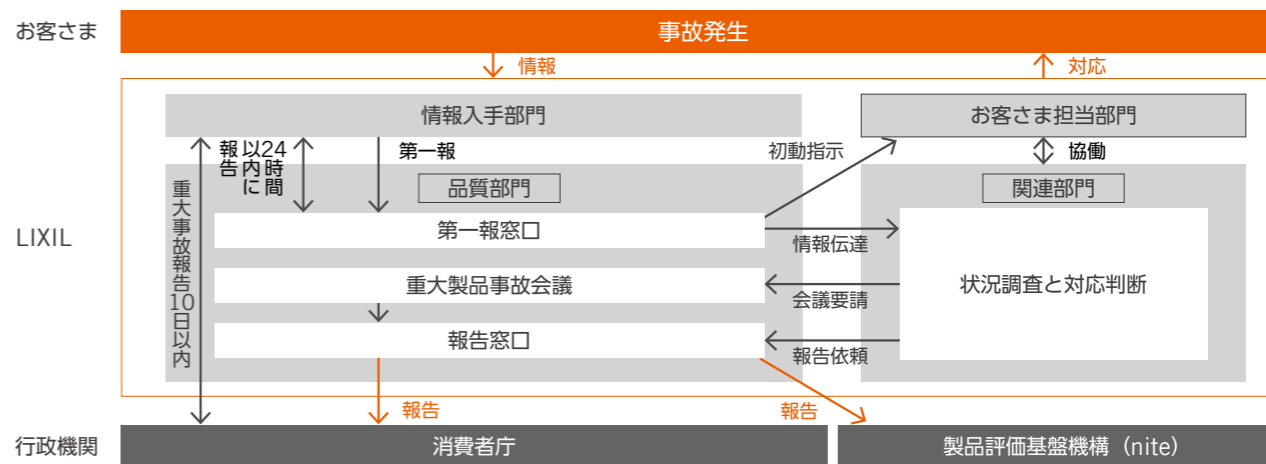 お客さま
事故発生
情報
対応
情報入手部門
お客さま担当部門
24時間
以内に
報告
第一報
初動指示
協働
重大事故報告10日以内
品質部門
関連部門
LIXIL
第一報窓口
情報伝達
重大製品事故会議
会議要請
状況調査と対応判断
報告窓口
報告依頼
報告
報告
行政機関
消費者庁
製品評価基盤機構（nite）